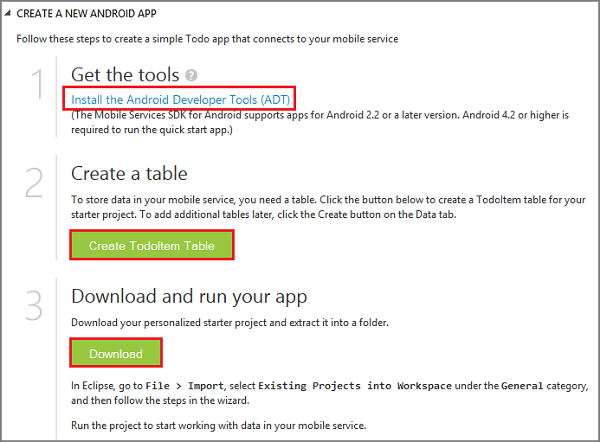 CREATE A NEW ANDROID APP
Follow these steps to create a simple Todo app that connects to your mobile service
1
Get the tools ?
Install the Android Developer Tools (ADT)
(The Mobile Services SDK for Android supports apps for Android 2.2 or a later version. Android 4.2 or higher is
required to run the quick start app.)
2
Create a table
To store data in your mobile service, you need a table. Click the button below to create a TodoItem table for your
starter project. To add additional tables later, click the Create button on the Data tab.
Create TodoItem Table
3
Download and run your app
Download your personalized starter project and extract it into a folder.
Download
In Eclipse, go to File > Import, select Existing Projects into Workspace under the General category,
and then follow the steps in the wizard.
Run the project to start working with data in your mobile service.